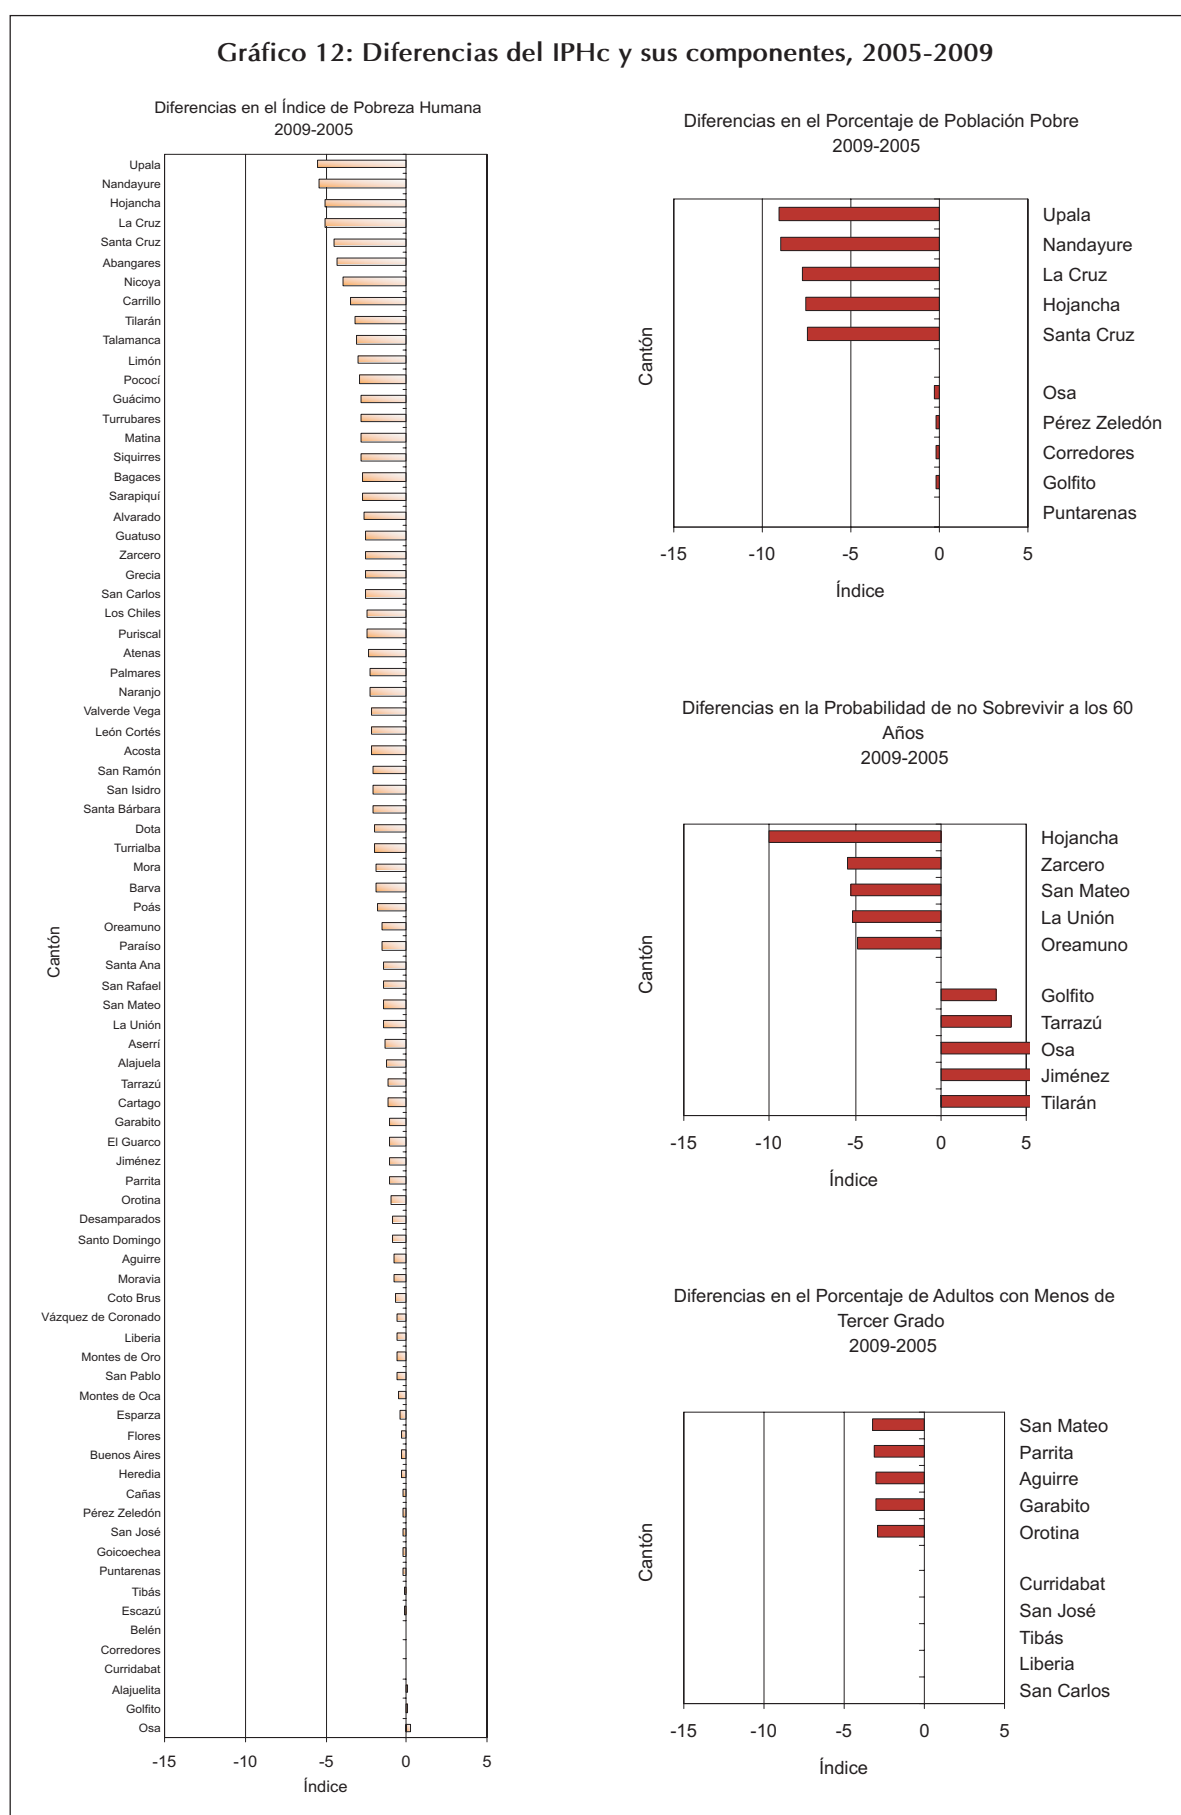 Gráfico 12: Diferencias del IPHc y sus componentes, 2005-2009
Diferencias en el Índice de Pobreza Humana
2009-2005
Upala
Nandayure
Hojancha
La Cruz
Santa Cruz
Abangares
Nicoya
Carrillo
Tilarán
Talamanca
Limón
Pococí
Guácimo
Turrubares
Matina
Siquirres
Bagaces
Sarapiquí
Alvarado
Guatuso
Zarcero
Grecia
San Carlos
Los Chiles
Puriscal
Atenas
Palmares
Naranjo
Valverde Vega
León Cortés
Acosta
San Ramón
San Isidro
Santa Bárbara
Dota
Turrialba
Mora
Barva
Poás
Oreamuno
Paraíso
Santa Ana
San Rafael
San Mateo
La Unión
Aserrí
Alajuela
Tarrazú
Cartago
Garabito
El Guarco
Jiménez
Parrita
Orotina
Desamparados
Santo Domingo
Aguirre
Moravia
Coto Brus
Vázquez de Coronado
Liberia
Montes de Oro
San Pablo
Montes de Oca
Esparza
Flores
Buenos Aires
Heredia
Cañas
Pérez Zeledón
San José
Goicoechea
Puntarenas
Tibás
Escazú
Belén
Corredores
Curridabat
Alajuelita
Golfito
Osa
Cantón
-15 -10 -5 0 5
Índice
Diferencias en el Porcentaje de Población Pobre
2009-2005
Upala
Nandayure
La Cruz
Hojancha
Santa Cruz
Osa
Pérez Zeledón
Corredores
Golfito
Puntarenas
Cantón
-15 -10 -5 0 5
Índice
Diferencias en la Probabilidad de no Sobrevivir a los 60
Años
2009-2005
Hojancha
Zarcero
San Mateo
La Unión
Oreamuno
Golfito
Tarrazú
Osa
Jiménez
Tilarán
Cantón
-15 -10 -5 0 5
Índice
Diferencias en el Porcentaje de Adultos con Menos de
Tercer Grado
2009-2005
San Mateo
Parrita
Aguirre
Garabito
Orotina
Curridabat
San José
Tibás
Liberia
San Carlos
Cantón
-15 -10 -5 0 5
Índice